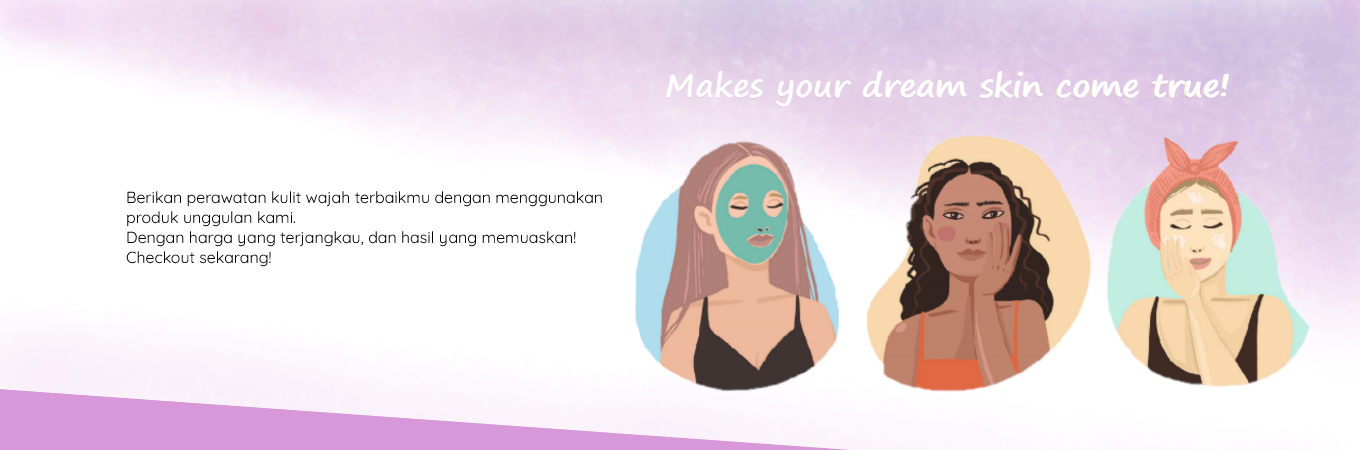 Makes your dream skin come true!
Berikan perawatan kulit wajah terbaikmu dengan menggunakan
produk unggulan kami.
Dengan harga yang terjangkau, dan hasil yang memuaskan!
Checkout sekarang!